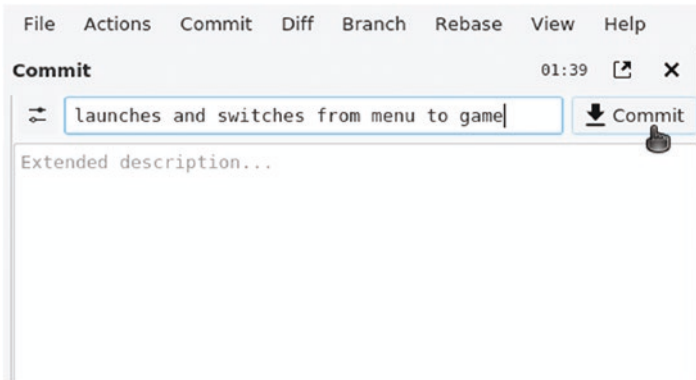 File Actions Commit Diff Branch Rebase View Help
Commit 01:39
launches and switches from menu to game Commit
Extended description...